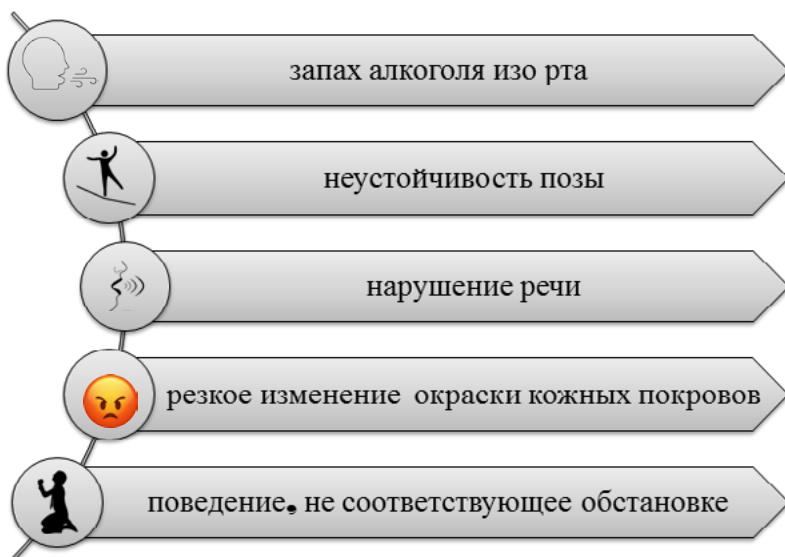 запах алкоголя изо рта
неустойчивость позы
нарушение речи
резкое изменение окраски кожных покровов
поведение, не соответствующее обстановке